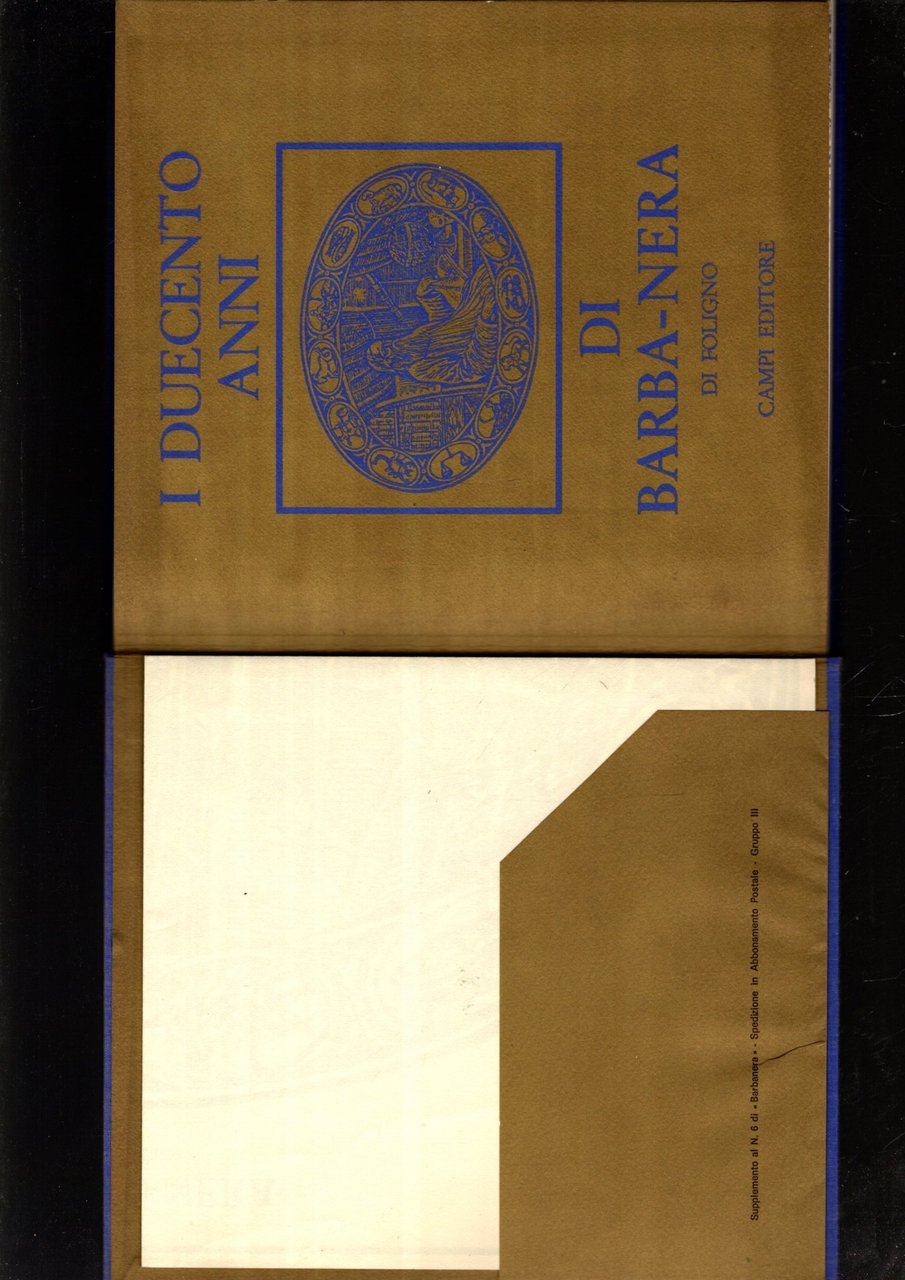 I DUECENTO
ANNI
DI
BARBA-NERA
DI FOLIGNO
CAMPI EDITORE
Supplemento al N. 6 di « Barbanera » - Spedizione in Abbonamento Postale - Gruppo III